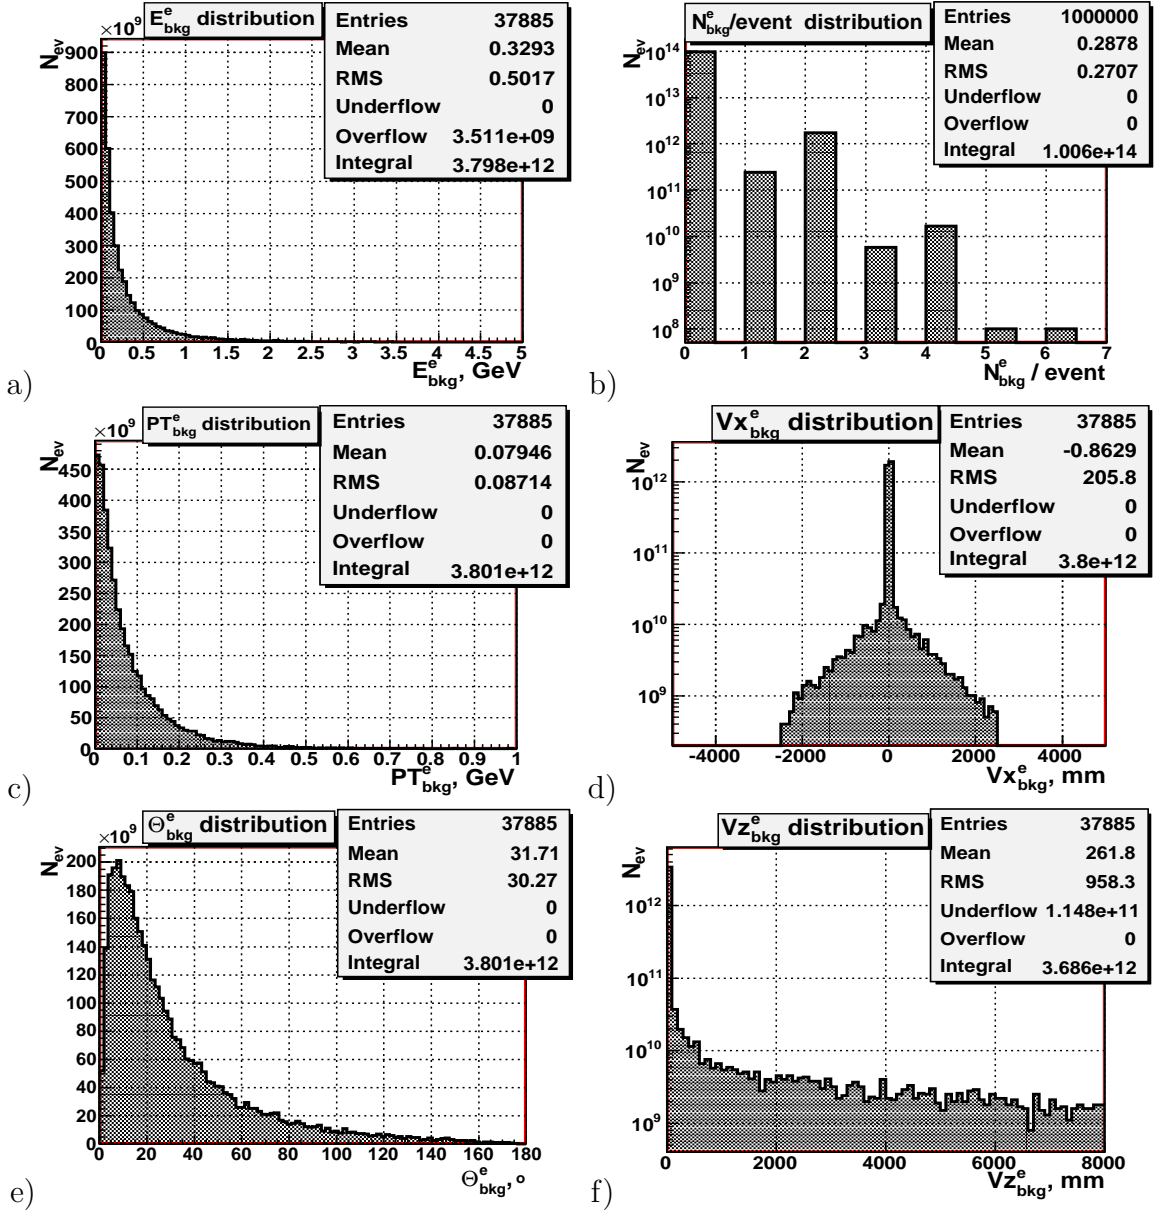 E^e_bkg distribution
×10^9
N_ev
Entries 37885
Mean 0.3293
RMS 0.5017
Underflow 0
Overflow 3.511e+09
Integral 3.798e+12
900
800
700
600
500
400
300
200
100
0
0 0.5 1 1.5 2 2.5 3 3.5 4 4.5 5
E^e_bkg, GeV
a)
N^e_bkg/event distribution
N_ev
Entries 1000000
Mean 0.2878
RMS 0.2707
Underflow 0
Overflow 0
Integral 1.006e+14
10^14
10^13
10^12
10^11
10^10
10^9
10^8
0 1 2 3 4 5 6 7
N^e_bkg / event
b)
PT^e_bkg distribution
×10^9
N_ev
Entries 37885
Mean 0.07946
RMS 0.08714
Underflow 0
Overflow 0
Integral 3.801e+12
450
400
350
300
250
200
150
100
50
0
0 0.1 0.2 0.3 0.4 0.5 0.6 0.7 0.8 0.9 1
PT^e_bkg, GeV
c)
Vx^e_bkg distribution
N_ev
Entries 37885
Mean -0.8629
RMS 205.8
Underflow 0
Overflow 0
Integral 3.8e+12
10^12
10^11
10^10
10^9
-4000 -2000 0 2000 4000
Vx^e_bkg, mm
d)
Θ^e_bkg distribution
×10^9
N_ev
Entries 37885
Mean 31.71
RMS 30.27
Underflow 0
Overflow 0
Integral 3.801e+12
200
180
160
140
120
100
80
60
40
20
0
0 20 40 60 80 100 120 140 160 180
Θ^e_bkg, °
e)
Vz^e_bkg distribution
N_ev
Entries 37885
Mean 261.8
RMS 958.3
Underflow 1.148e+11
Overflow 0
Integral 3.686e+12
10^12
10^11
10^10
10^9
0 2000 4000 6000 8000
Vz^e_bkg, mm
f)